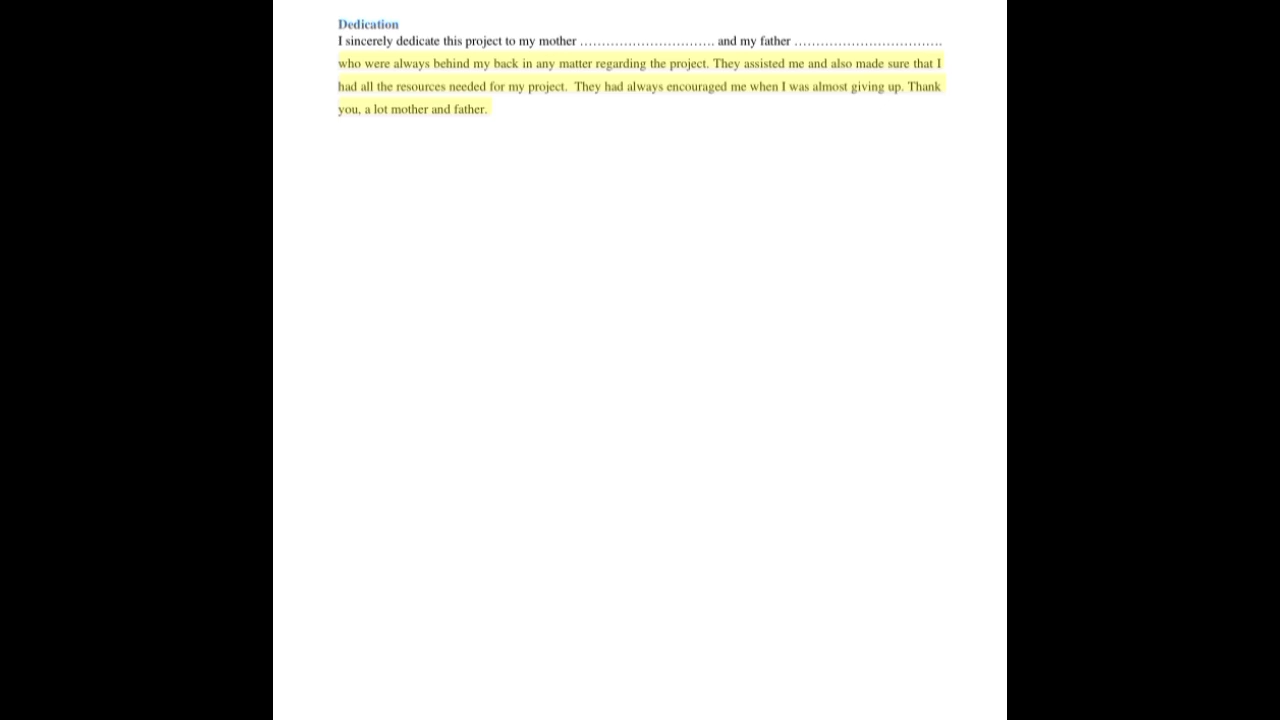 Dedication
I sincerely dedicate this project to my mother ………………………… and my father ……………………………
who were always behind my back in any matter regarding the project. They assisted me and also made sure that I
had all the resources needed for my project.  They had always encouraged me when I was almost giving up. Thank
you, a lot mother and father.